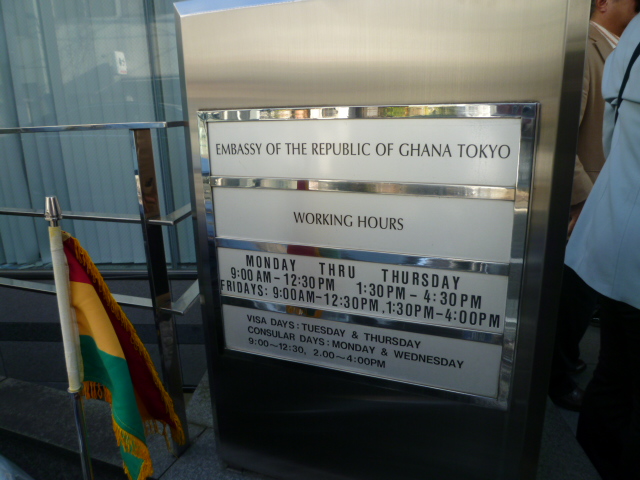 EMBASSY OF THE REPUBLIC OF GHANA TOKYO
WORKING HOURS
MONDAY THRU THURSDAY
9:00AM-12:30PM 1:30PM-4:30PM
FRIDAYS: 9:00AM-12:30PM.1:30PM-4:00PM
VISA DAYS: TUESDAY & THURSDAY
CONSULAR DAYS: MONDAY & WEDNESDAY
9:00~12:30, 2.00~4:00PM